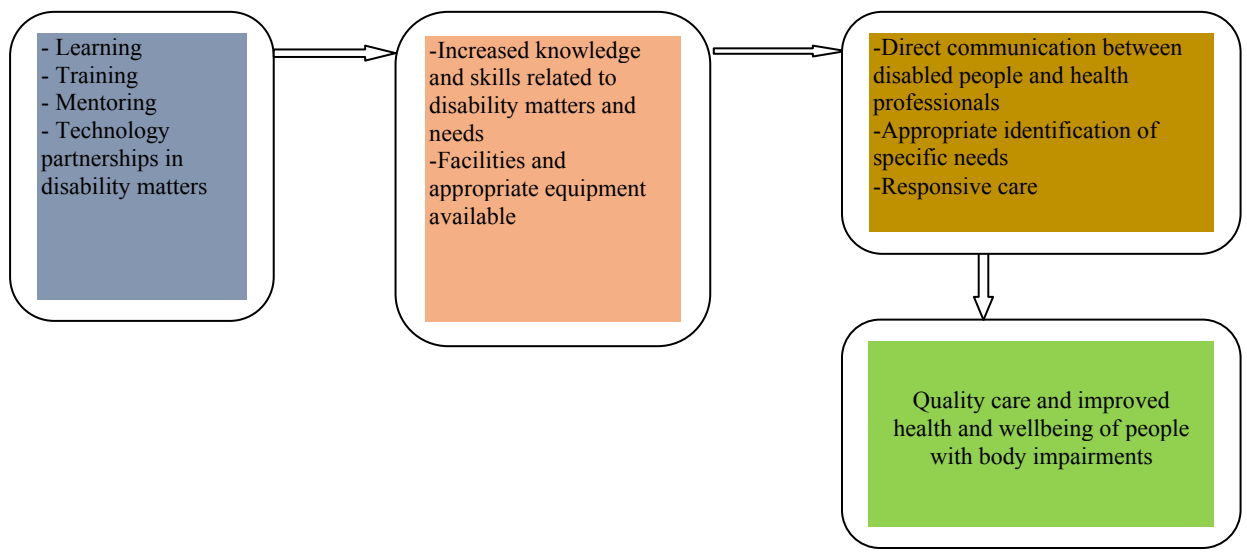 - Learning
- Training
- Mentoring
- Technology
partnerships in
disability matters
-Increased knowledge
and skills related to
disability matters and
needs
-Facilities and
appropriate equipment
available
-Direct communication between
disabled people and health
professionals
-Appropriate identification of
specific needs
-Responsive care
Quality care and improved
health and wellbeing of people
with body impairments